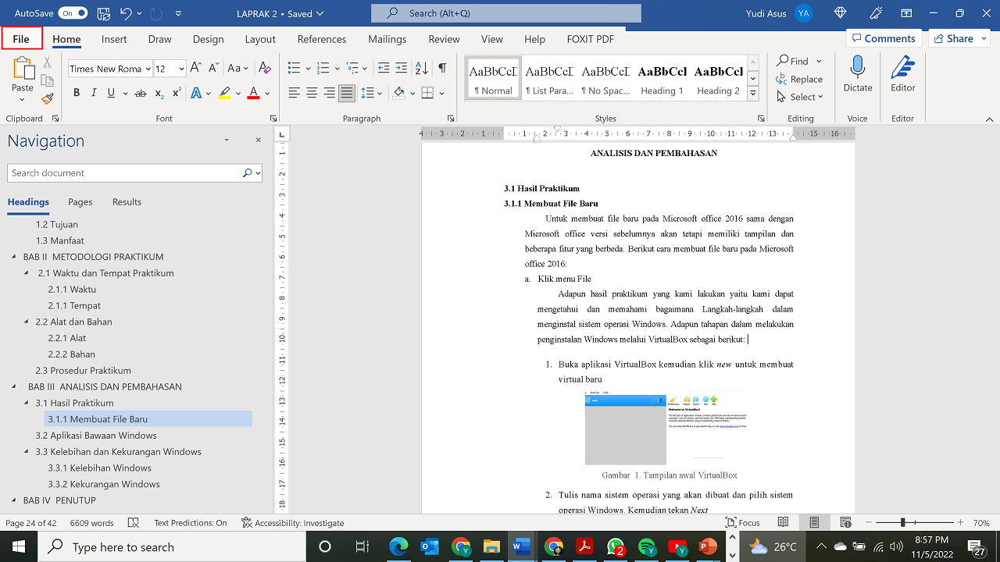 AutoSave On LAPRAK 2 • Saved Search (Alt+Q) Yudi Asus YA
File Home Insert Draw Design Layout References Mailings Review View Help FOXIT PDF Comments Share
Paste Times New Roma 12 AaBbCcI AaBbCcI AaBbCcI AaBbCcI AaBbCcI Find Replace Select Dictate Editor
¶ Normal ¶ List Para... ¶ No Spac... Heading 1 Heading 2
Clipboard Font Paragraph Styles Editing Voice Editor
Navigation
Search document
Headings Pages Results
1.2 Tujuan
1.3 Manfaat
BAB II METODOLOGI PRAKTIKUM
2.1 Waktu dan Tempat Praktikum
2.1.1 Waktu
2.1.1 Tempat
2.2 Alat dan Bahan
2.2.1 Alat
2.2.2 Bahan
2.3 Prosedur Praktikum
BAB III ANALISIS DAN PEMBAHASAN
3.1 Hasil Praktikum
3.1.1 Membuat File Baru
3.2 Aplikasi Bawaan Windows
3.3 Kelebihan dan Kekurangan Windows
3.3.1 Kelebihan Windows
3.3.2 Kekurangan Windows
BAB IV PENUTUP
ANALISIS DAN PEMBAHASAN
3.1 Hasil Praktikum
3.1.1 Membuat File Baru
Untuk membuat file baru pada Microsoft office 2016 sama dengan
Microsoft office versi sebelumnya akan tetapi memiliki tampilan dan
beberapa fitur yang berbeda. Berikut cara membuat file baru pada Microsoft
office 2016:
a. Klik menu File
Adapun hasil praktikum yang kami lakukan yaitu kami dapat
mengetahui dan memahami bagaimana Langkah-langkah dalam
menginstal sistem operasi Windows. Adapun tahapan dalam melakukan
penginstalan Windows melalui VirtualBox sebagai berikut:
1. Buka aplikasi VirtualBox kemudian klik new untuk membuat
virtual baru
Welcome to VirtualBox!
Gambar 1. Tampilan awal VirtualBox
2. Tulis nama sistem operasi yang akan dibuat dan pilih sistem
operasi Windows. Kemudian tekan Next
Page 24 of 42 6609 words Text Predictions: On Accessibility: Investigate Focus 70%
Type here to search 26°C 8:57 PM 11/5/2022 27